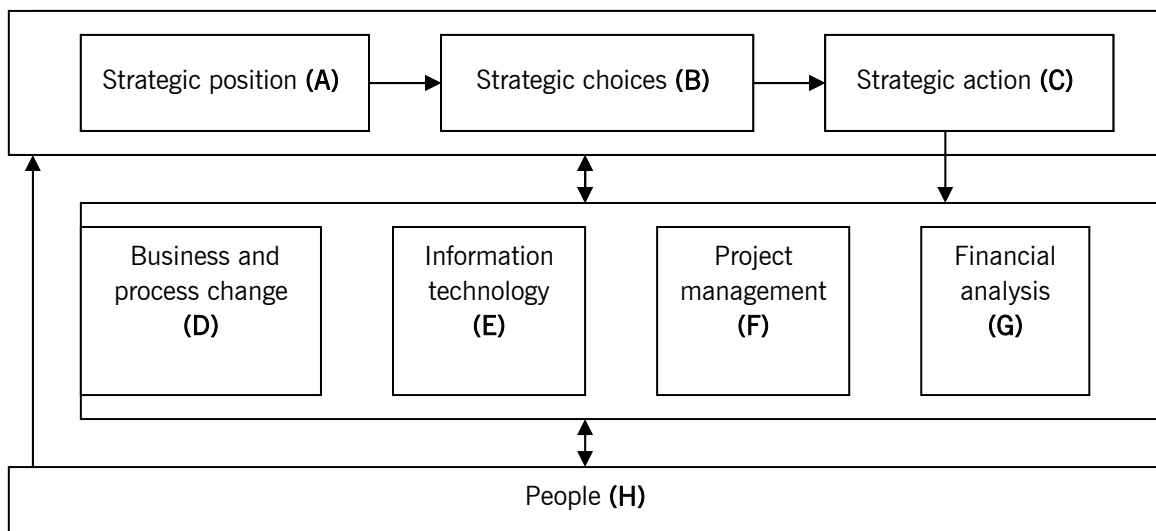 Strategic position (A)
Strategic choices (B)
Strategic action (C)
Business and
process change
(D)
Information
technology
(E)
Project
management
(F)
Financial
analysis
(G)
People (H)